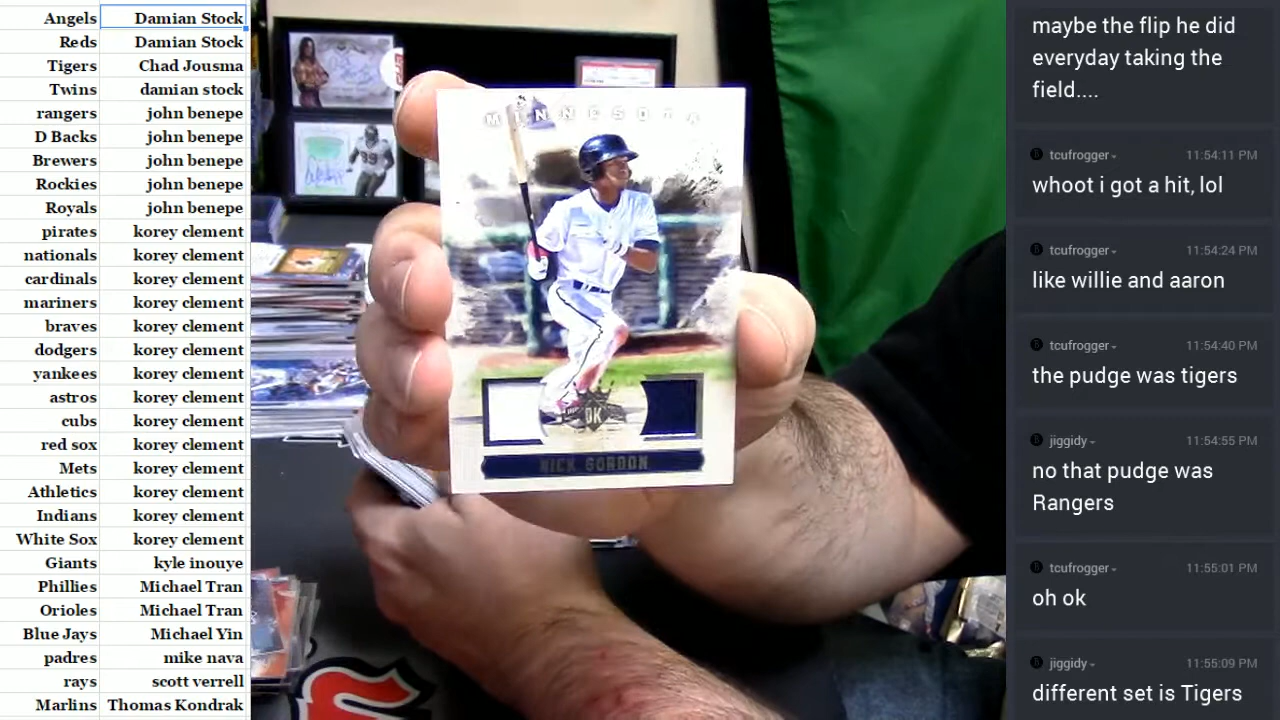 Angels Damian Stock
Reds Damian Stock
Tigers Chad Jousma
Twins damian stock
rangers john benepe
D Backs john benepe
Brewers john benepe
Rockies john benepe
Royals john benepe
pirates korey clement
nationals korey clement
cardinals korey clement
mariners korey clement
braves korey clement
dodgers korey clement
yankees korey clement
astros korey clement
cubs korey clement
red sox korey clement
Mets korey clement
Athletics korey clement
Indians korey clement
White Sox korey clement
Giants kyle inouye
Phillies Michael Tran
Orioles Michael Tran
Blue Jays Michael Yin
padres mike nava
rays scott verrell
Marlins Thomas Kondrak
MINNESOTA
DK
NICK GORDON
99
maybe the flip he did
everyday taking the
field....
tcufrogger 11:54:11 PM
whoot i got a hit, lol
tcufrogger 11:54:24 PM
like willie and aaron
tcufrogger 11:54:40 PM
the pudge was tigers
jiggidy 11:54:55 PM
no that pudge was
Rangers
tcufrogger 11:55:01 PM
oh ok
jiggidy 11:55:09 PM
different set is Tigers